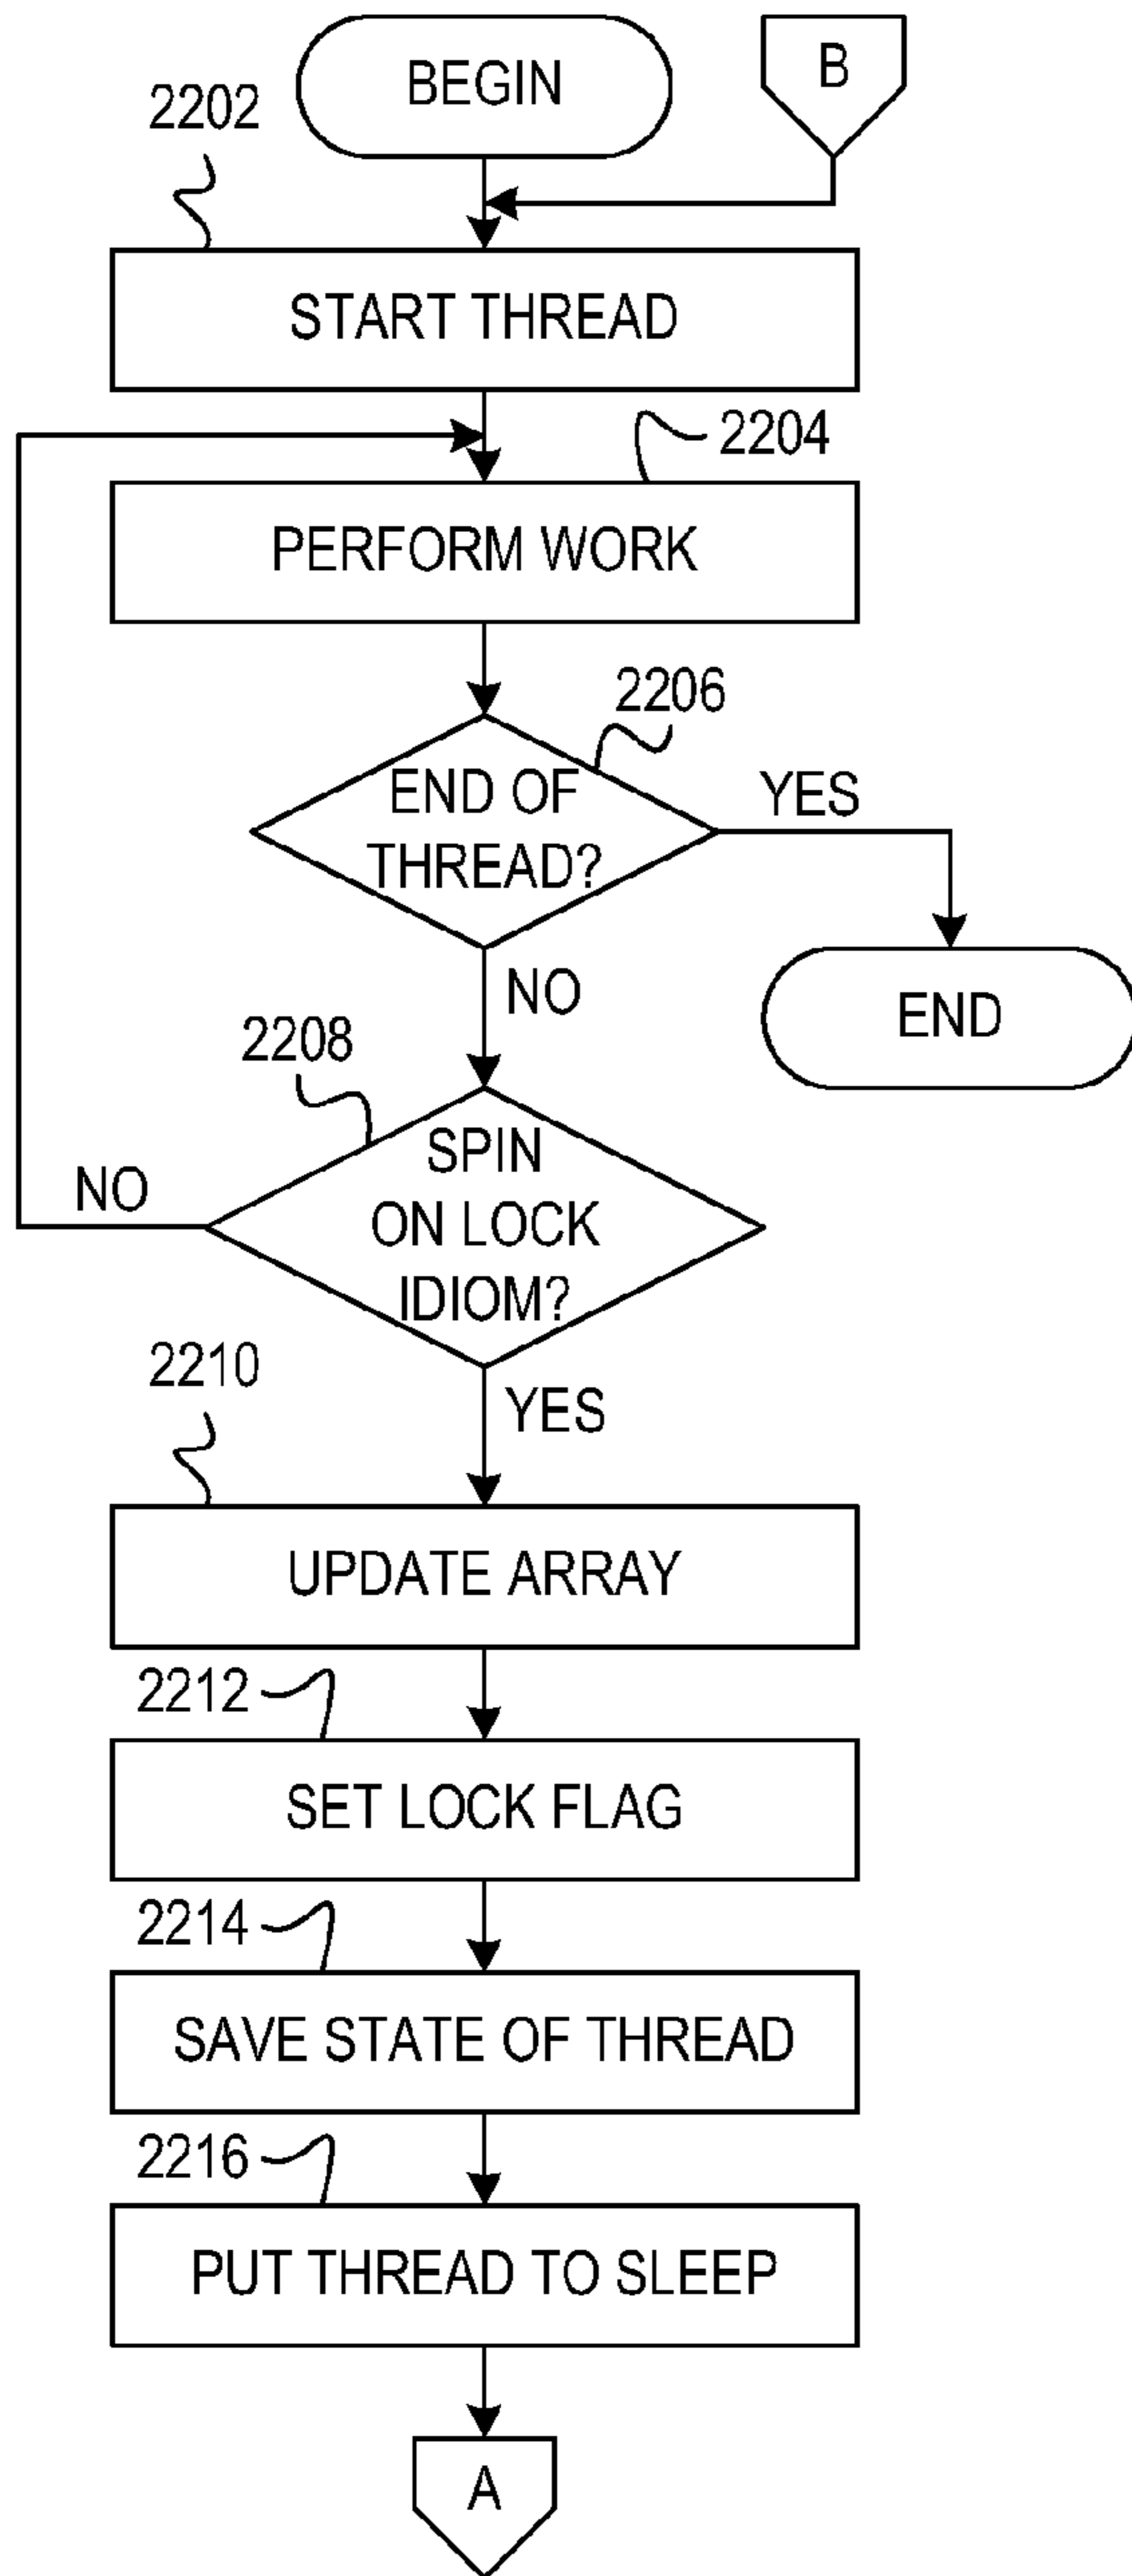 BEGIN
B
2202
START THREAD
2204
PERFORM WORK
2206
END OF
THREAD?
YES
NO
END
2208
SPIN
ON LOCK
IDIOM?
NO
2210
YES
UPDATE ARRAY
2212
SET LOCK FLAG
2214
SAVE STATE OF THREAD
2216
PUT THREAD TO SLEEP
A